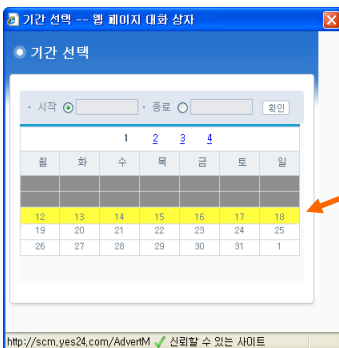 기간 선택 -- 웹 페이지 대화 상자
기간 선택
· 시작 · 종료 확인
1 2 3 4
월 화 수 목 금 토 일
12 13 14 15 16 17 18
19 20 21 22 23 24 25
26 27 28 29 30 31 1
http://scm.yes24.com/AdvertM 신뢰할 수 있는 사이트